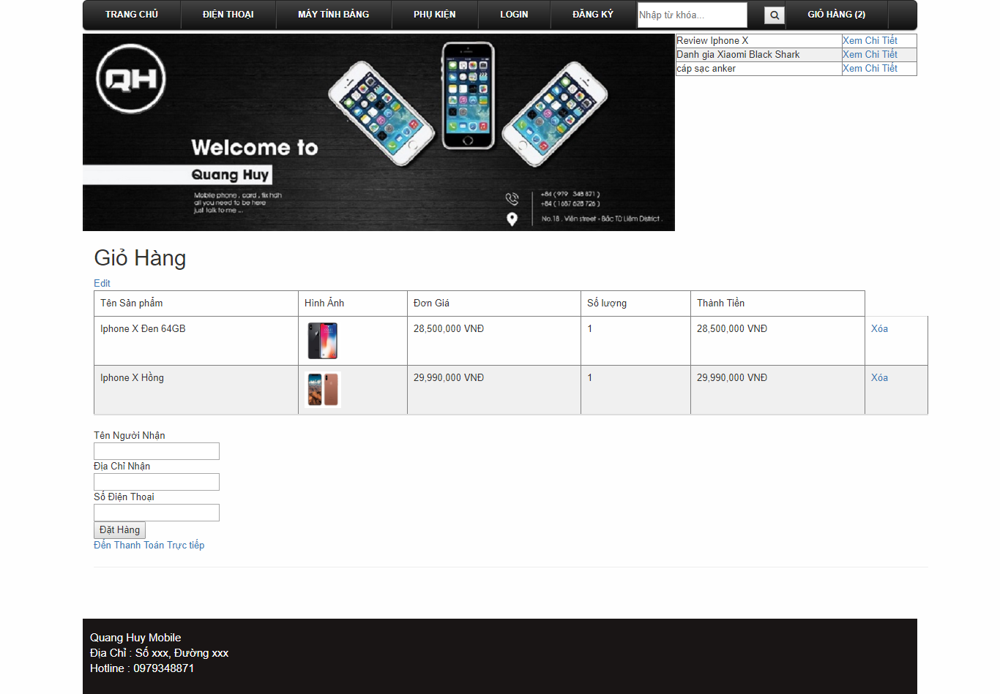 TRANG CHỦ ĐIỆN THOẠI MÁY TÍNH BẢNG PHỤ KIỆN LOGIN ĐĂNG KÝ Nhập từ khóa... GIỎ HÀNG (2)
QH
Welcome to
Quang Huy
Mobile phone , card , fix hdh
all you need to be here
just talk to me ...
+84 ( 979 348 871 )
+84 ( 1687 628 726 )
No.18 . Viên street - Bắc Từ Liêm District .
Review Iphone X Xem Chi Tiết
Danh gia Xiaomi Black Shark Xem Chi Tiết
cáp sạc anker Xem Chi Tiết
Giỏ Hàng
Edit
Tên Sản phẩm Hình Ảnh Đơn Giá Số lượng Thành Tiền
Iphone X Đen 64GB 28,500,000 VNĐ 1 28,500,000 VNĐ Xóa
Iphone X Hồng 29,990,000 VNĐ 1 29,990,000 VNĐ Xóa
Tên Người Nhận
Địa Chỉ Nhận
Số Điện Thoại
Đặt Hàng
Đến Thanh Toán Trực tiếp
Quang Huy Mobile
Địa Chỉ : Số xxx, Đường xxx
Hotline : 0979348871